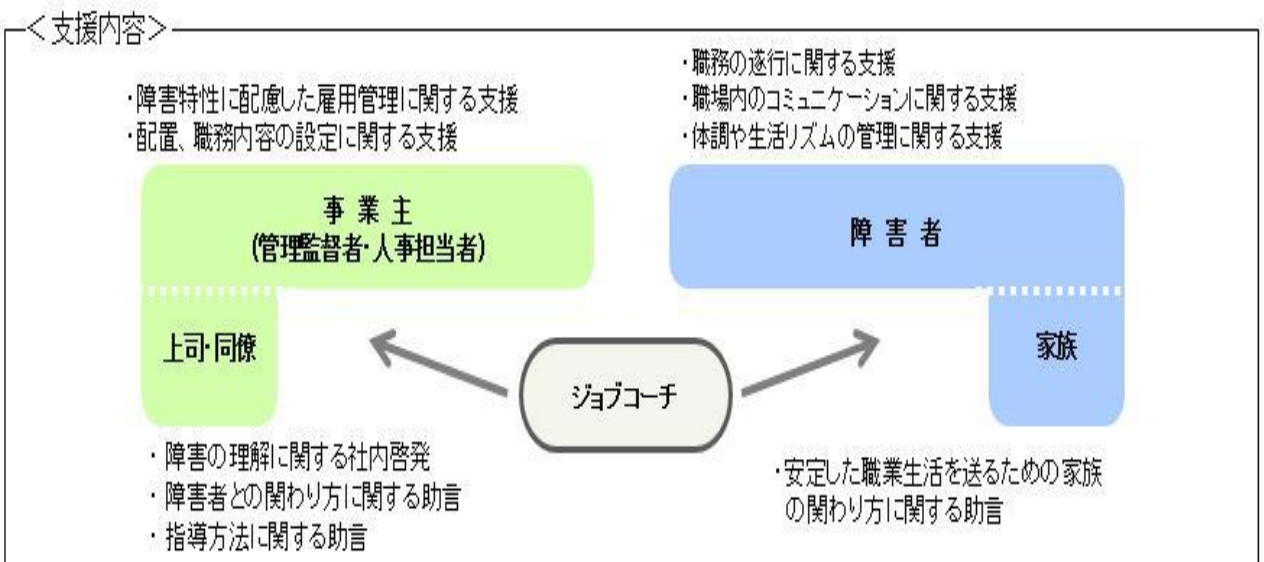 ＜支援内容＞
・障害特性に配慮した雇用管理に関する支援
・配置、職務内容の設定に関する支援
・職務の遂行に関する支援
・職場内のコミュニケーションに関する支援
・体調や生活リズムの管理に関する支援
事業主
(管理監督者・人事担当者)
障害者
上司・同僚
家族
ジョブコーチ
・障害の理解に関する社内啓発
・障害者との関わり方に関する助言
・指導方法に関する助言
・安定した職業生活を送るための家族
の関わり方に関する助言